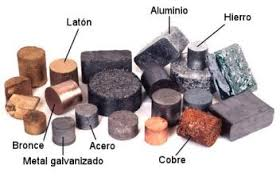 Aluminio
Hierro
Latón
Bronce
Acero
Metal galvanizado
Cobre